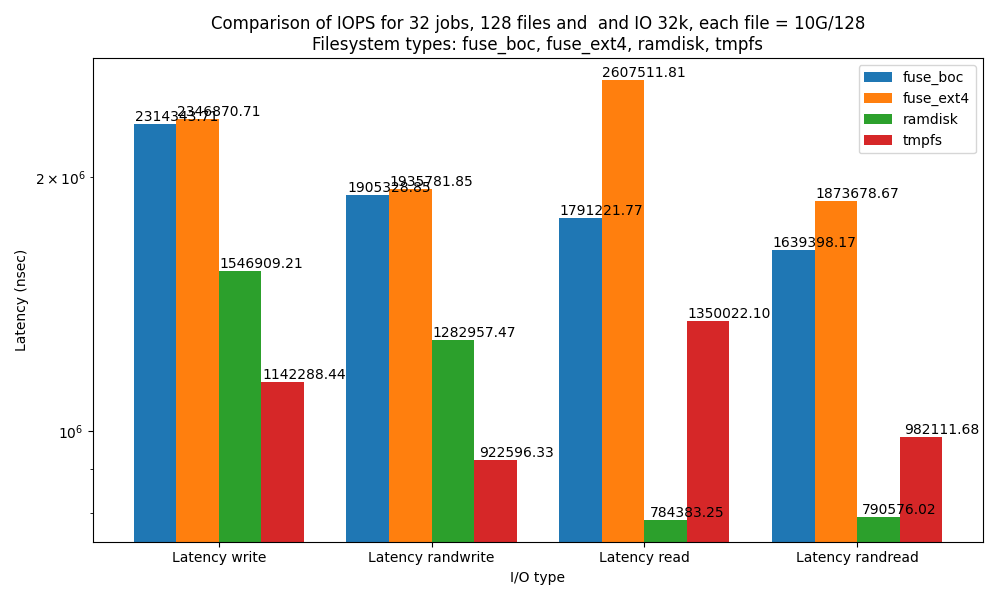 Comparison of IOPS for 32 jobs, 128 files and  and IO 32k, each file = 10G/128
Filesystem types: fuse_boc, fuse_ext4, ramdisk, tmpfs
fuse_boc
fuse_ext4
ramdisk
tmpfs
Latency (nsec)
2 × 10⁶
10⁶
2314343.71
2346870.71
1546909.21
1142288.44
1905328.85
1935781.85
1282957.47
922596.33
1791221.77
2607511.81
784383.25
1350022.10
1639398.17
1873678.67
790576.02
982111.68
Latency write
Latency randwrite
Latency read
Latency randread
I/O type